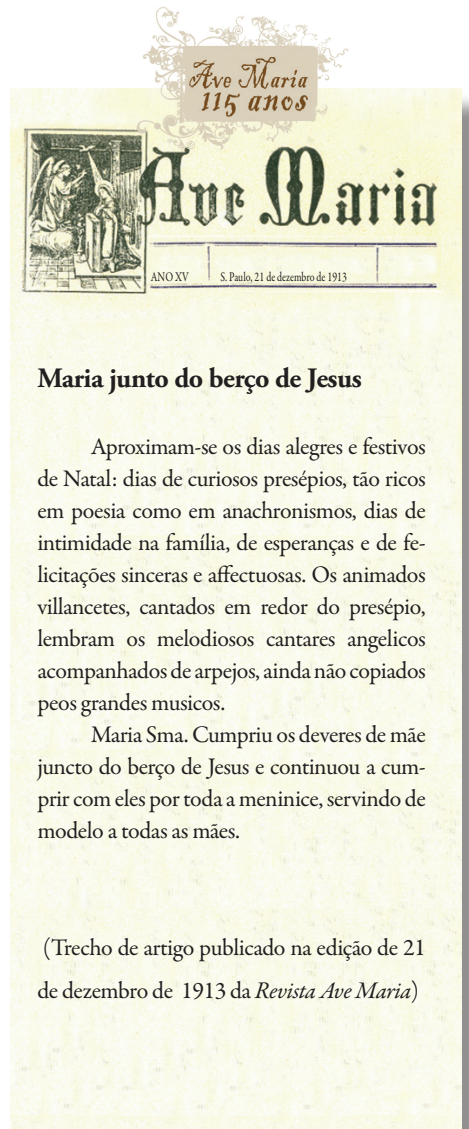 Ave Maria
115 anos
Ave Maria
ANO XV
S. Paulo, 21 de dezembro de 1913
Maria junto do berço de Jesus
Aproximam-se os dias alegres e festivos
de Natal: dias de curiosos presépios, tão ricos
em poesia como em anachronismos, dias de
intimidade na família, de esperanças e de fe-
licitações sinceras e affectuosas. Os animados
villancetes, cantados em redor do presépio,
lembram os melodiosos cantares angelicos
acompanhados de arpejos, ainda não copiados
peos grandes musicos.
Maria Sma. Cumpriu os deveres de mãe
juncto do berço de Jesus e continuou a cum-
prir com eles por toda a meninice, servindo de
modelo a todas as mães.
(Trecho de artigo publicado na edição de 21
de dezembro de 1913 da Revista Ave Maria)